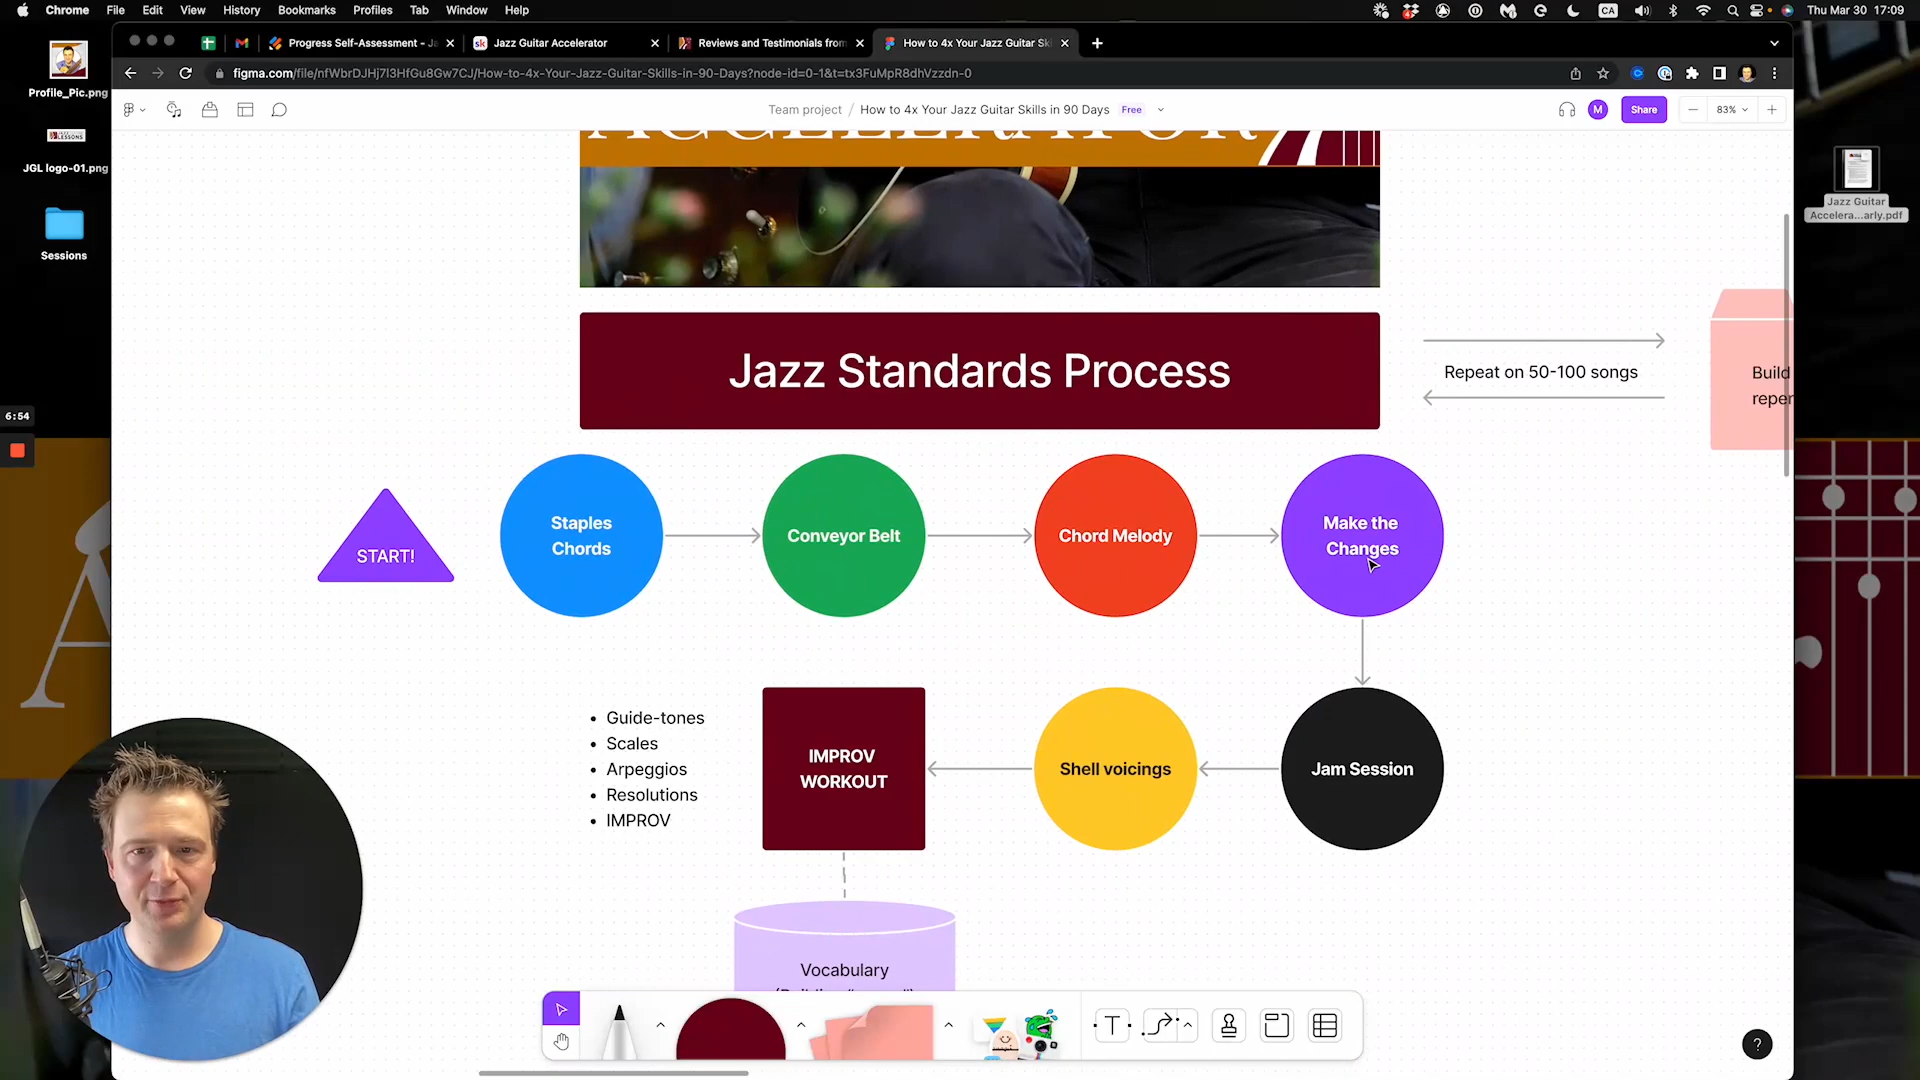 Chrome File Edit View History Bookmarks Profiles Tab Window Help
CA
Thu Mar 30 17:09
Progress Self-Assessment - Ja
Jazz Guitar Accelerator
Reviews and Testimonials from
How to 4x Your Jazz Guitar Ski
figma.com/file/nfWbrDJHj7I3HfGu8Gw7CJ/How-to-4x-Your-Jazz-Guitar-Skills-in-90-Days?node-id=0-1&t=tx3FuMpR8dhVzzdn-0
Team project / How to 4x Your Jazz Guitar Skills in 90 Days Free
M
Share
83%
Profile_Pic.png
LESSONS
JGL logo-01.png
Sessions
6:54
Jazz Guitar
Accelera...arly.pdf
ACCELERATOR
Jazz Standards Process
Repeat on 50-100 songs
Build
START!
Staples
Chords
Conveyor Belt
Chord Melody
Make the
Changes
• Guide-tones
• Scales
• Arpeggios
• Resolutions
• IMPROV
IMPROV
WORKOUT
Shell voicings
Jam Session
Vocabulary
T
?